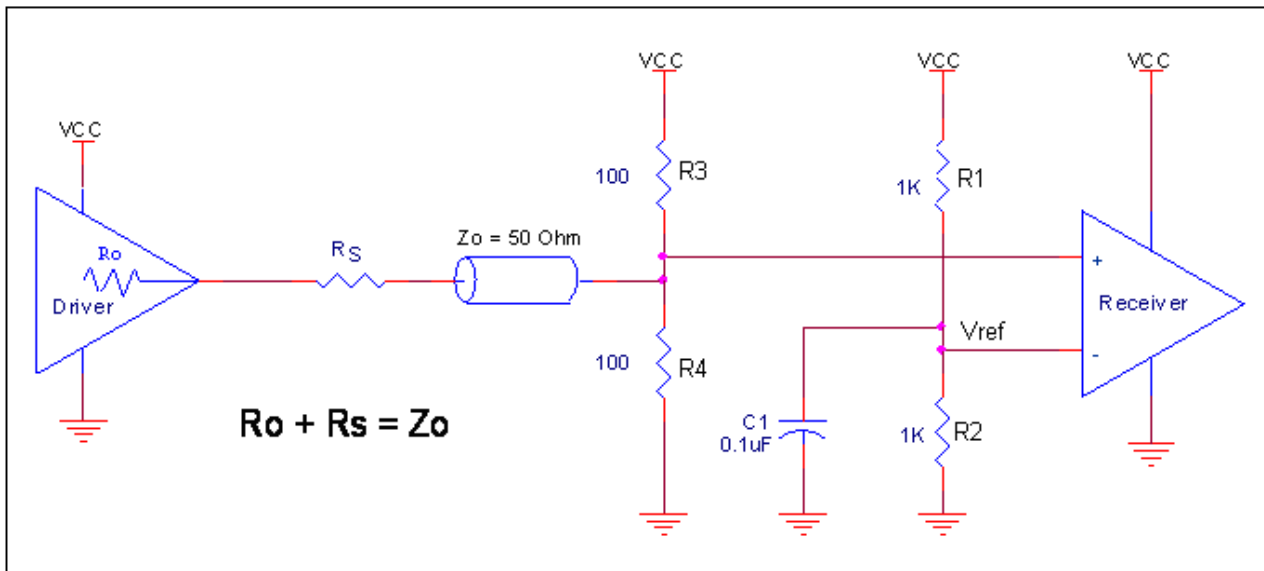 VCC
VCC
VCC
VCC
R3
100
R1
1K
Zo = 50 Ohm
RS
Ro
Driver
+
Receiver
Vref
-
R4
100
Ro + Rs = Zo
C1
0.1uF
R2
1K